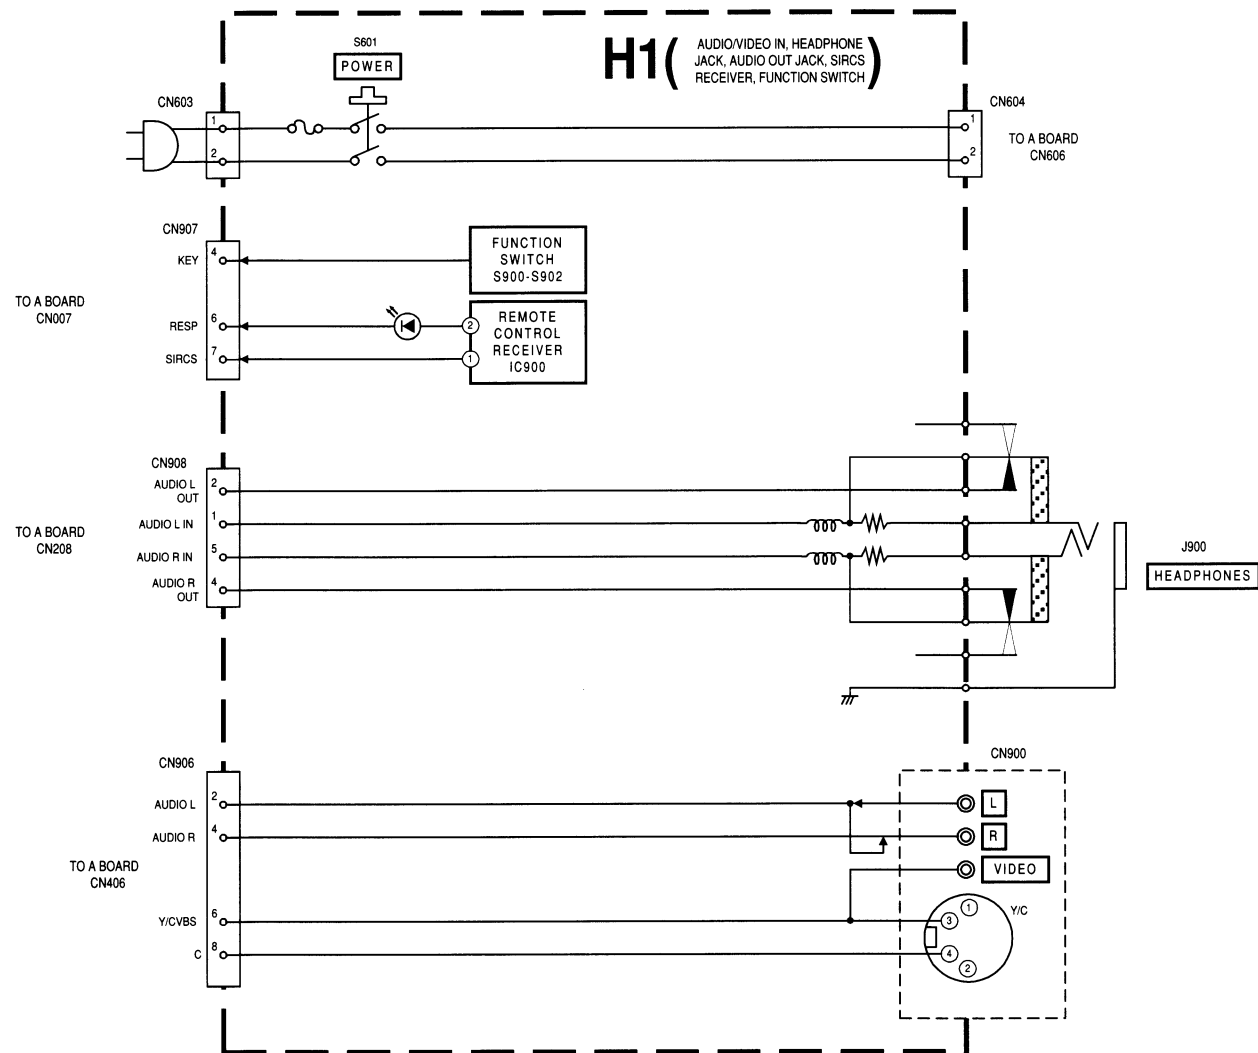 H1(
AUDIO/VIDEO IN, HEADPHONE
JACK, AUDIO OUT JACK, SIRCS
RECEIVER, FUNCTION SWITCH
)
S601
POWER
CN603
1
2
CN604
1
2
TO A BOARD
CN606
CN907
KEY
4
RESP
6
SIRCS
7
TO A BOARD
CN007
FUNCTION
SWITCH
S900-S902
REMOTE
CONTROL
RECEIVER
IC900
2
1
CN908
AUDIO L
OUT
2
AUDIO L IN
1
AUDIO R IN
5
AUDIO R
OUT
4
TO A BOARD
CN208
J900
HEADPHONES
CN906
AUDIO L
2
AUDIO R
4
TO A BOARD
CN406
Y/CVBS
6
C
8
CN900
L
R
VIDEO
Y/C
1
3
4
2